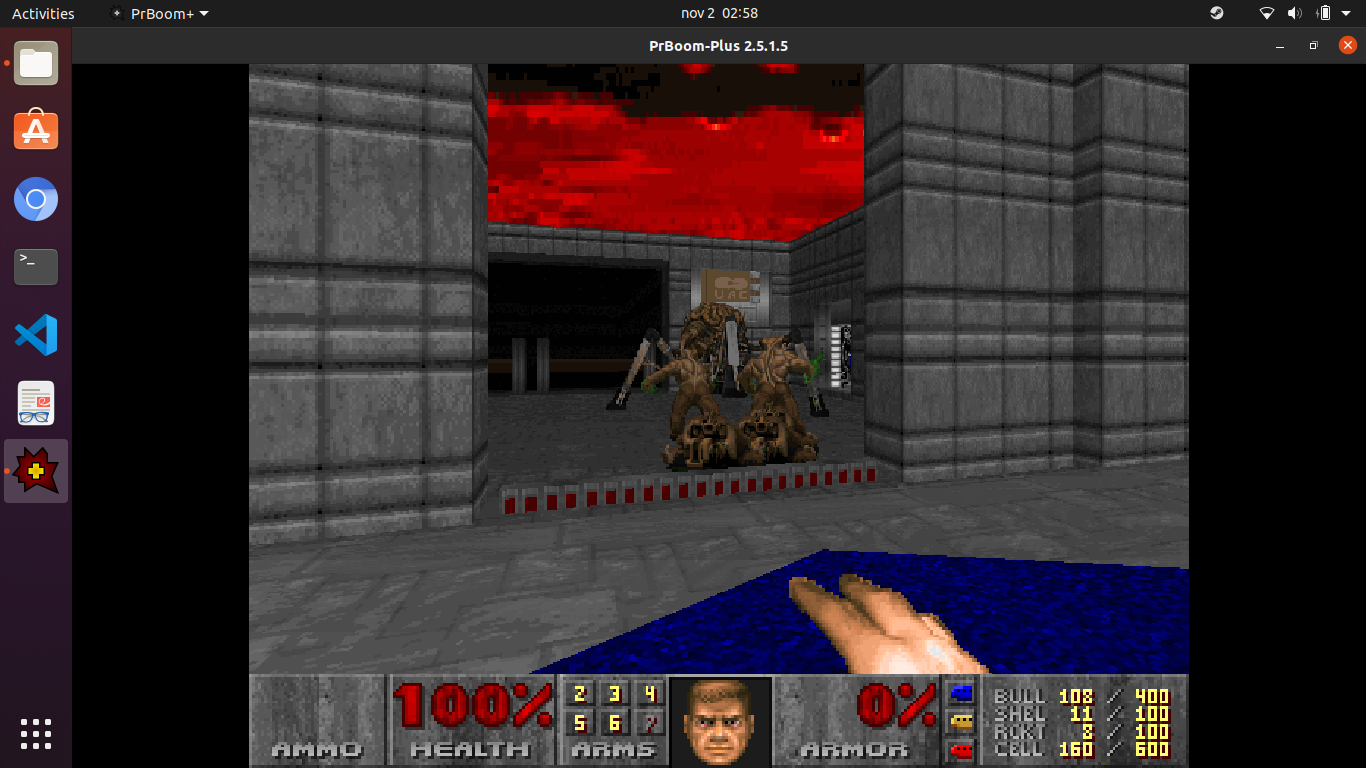 Activities PrBoom+ nov 2 02:58
PrBoom-Plus 2.5.1.5
UAC
100% 2 3 4 0% BULL 108 / 400
SHEL 11 / 100
5 6 7 RCKT 8 / 100
AMMO HEALTH ARMS ARMOR CELL 160 / 600